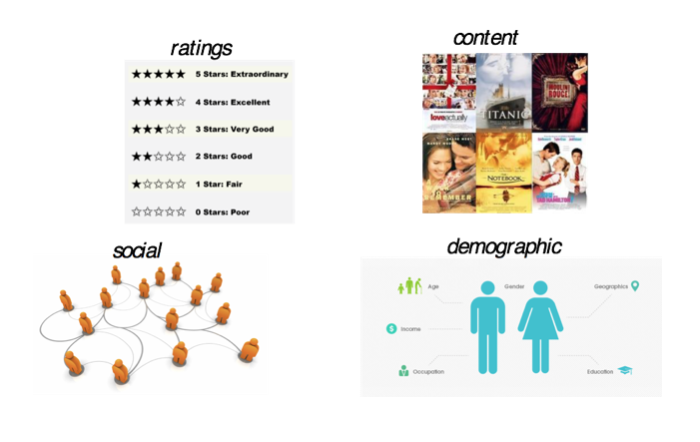 ratings
5 Stars: Extraordinary
4 Stars: Excellent
3 Stars: Very Good
2 Stars: Good
1 Star: Fair
0 Stars: Poor
content
love actually
TITANIC
MOULIN ROUGE
REMEMBER
THE NOTEBOOK
social
demographic
Age
Gender
Geographics
$ Income
Occupation
Education